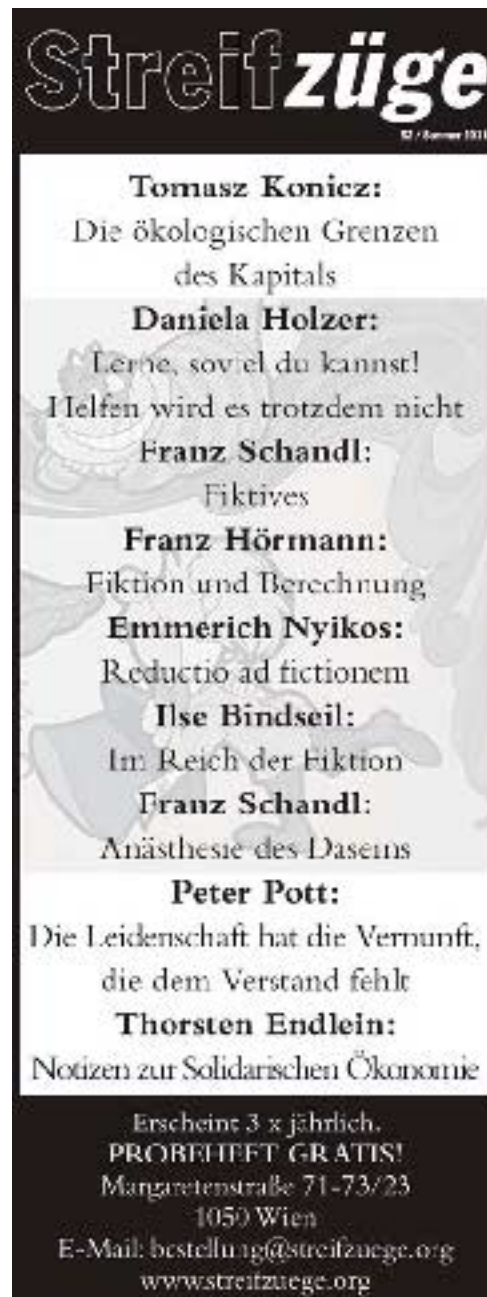 Streifzüge
52 / Sommer 2011
Tomasz Konicz:
Die ökologischen Grenzen
des Kapitals
Daniela Holzer:
Lerne, soviel du kannst!
Helfen wird es trotzdem nicht
Franz Schandl:
Fiktives
Franz Hörmann:
Fiktion und Berechnung
Emmerich Nyikos:
Reductio ad fictionem
Ilse Bindseil:
Im Reich der Fiktion
Franz Schandl:
Anästhesie des Daseins
Peter Pott:
Die Leidenschaft hat die Vernunft,
die dem Verstand fehlt
Thorsten Endlein:
Notizen zur Solidarischen Ökonomie
Erscheint 3 x jährlich.
PROBEHEFT GRATIS!
Margaretenstraße 71-73/23
1050 Wien
E-Mail: bestellung@streifzuege.org
www.streifzuege.org